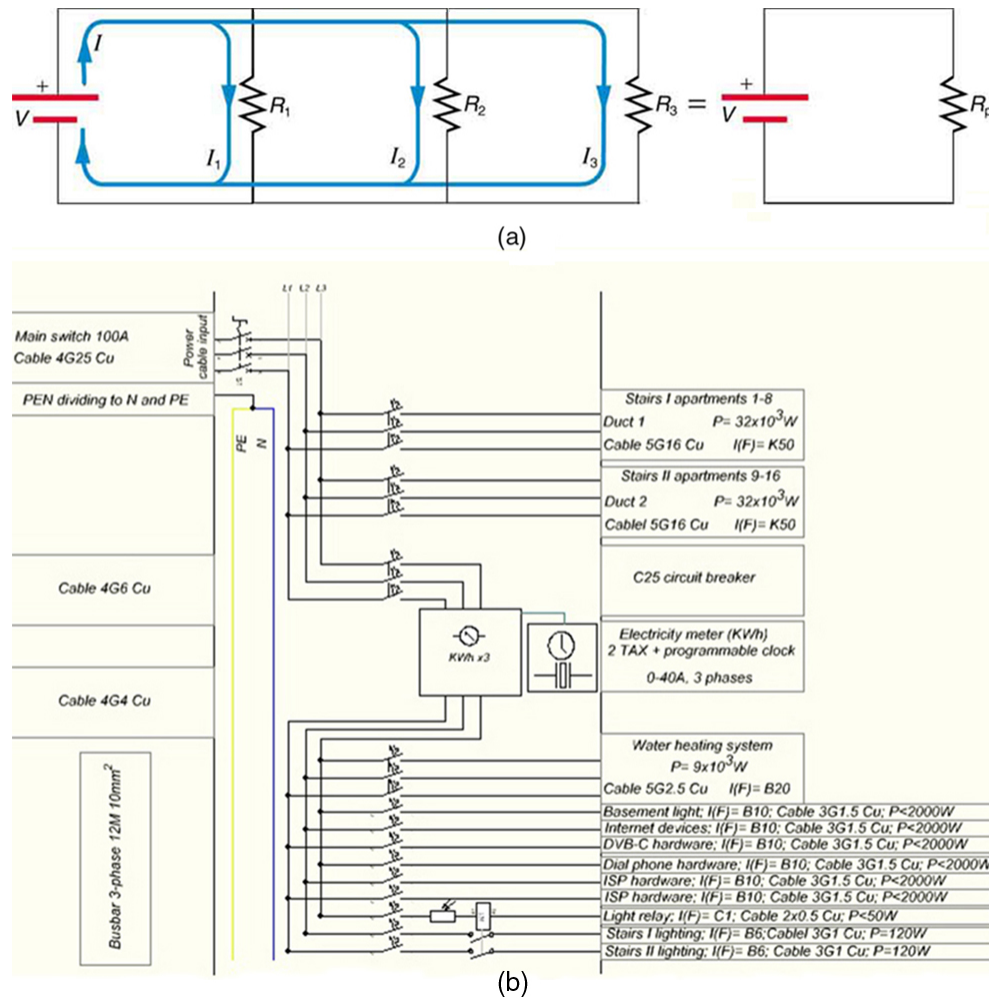 I
+
V
R1
I1
R2
I2
I3
R3
=
+
V
Rp
(a)
L1 L2 L3
Main switch 100A
Cable 4G25 Cu
Power
cable input
PEN dividing to N and PE
PE
N
Stairs I apartments 1-8
Duct 1 P= 32x10³W
Cable 5G16 Cu I(F)= K50
Stairs II apartments 9-16
Duct 2 P= 32x10³W
Cablel 5G16 Cu I(F)= K50
Cable 4G6 Cu
C25 circuit breaker
KWh x3
Electricity meter (KWh)
2 TAX + programmable clock
0-40A, 3 phases
Cable 4G4 Cu
Busbar 3-phase 12M 10mm²
Water heating system
P= 9x10³W
Cable 5G2.5 Cu I(F)= B20
Basement light; I(F)= B10; Cable 3G1.5 Cu; P<2000W
Internet devices; I(F)= B10; Cable 3G1.5 Cu; P<2000W
DVB-C hardware; I(F)= B10; Cable 3G1.5 Cu; P<2000W
Dial phone hardware; I(F)= B10; Cable 3G1.5 Cu; P<2000W
ISP hardware; I(F)= B10; Cable 3G1.5 Cu; P<2000W
ISP hardware; I(F)= B10; Cable 3G1.5 Cu; P<2000W
Light relay; I(F)= C1; Cable 2x0.5 Cu; P<50W
Stairs I lighting; I(F)= B6;Cablel 3G1 Cu; P=120W
Stairs II lighting; I(F)= B6; Cable 3G1 Cu; P=120W
(b)